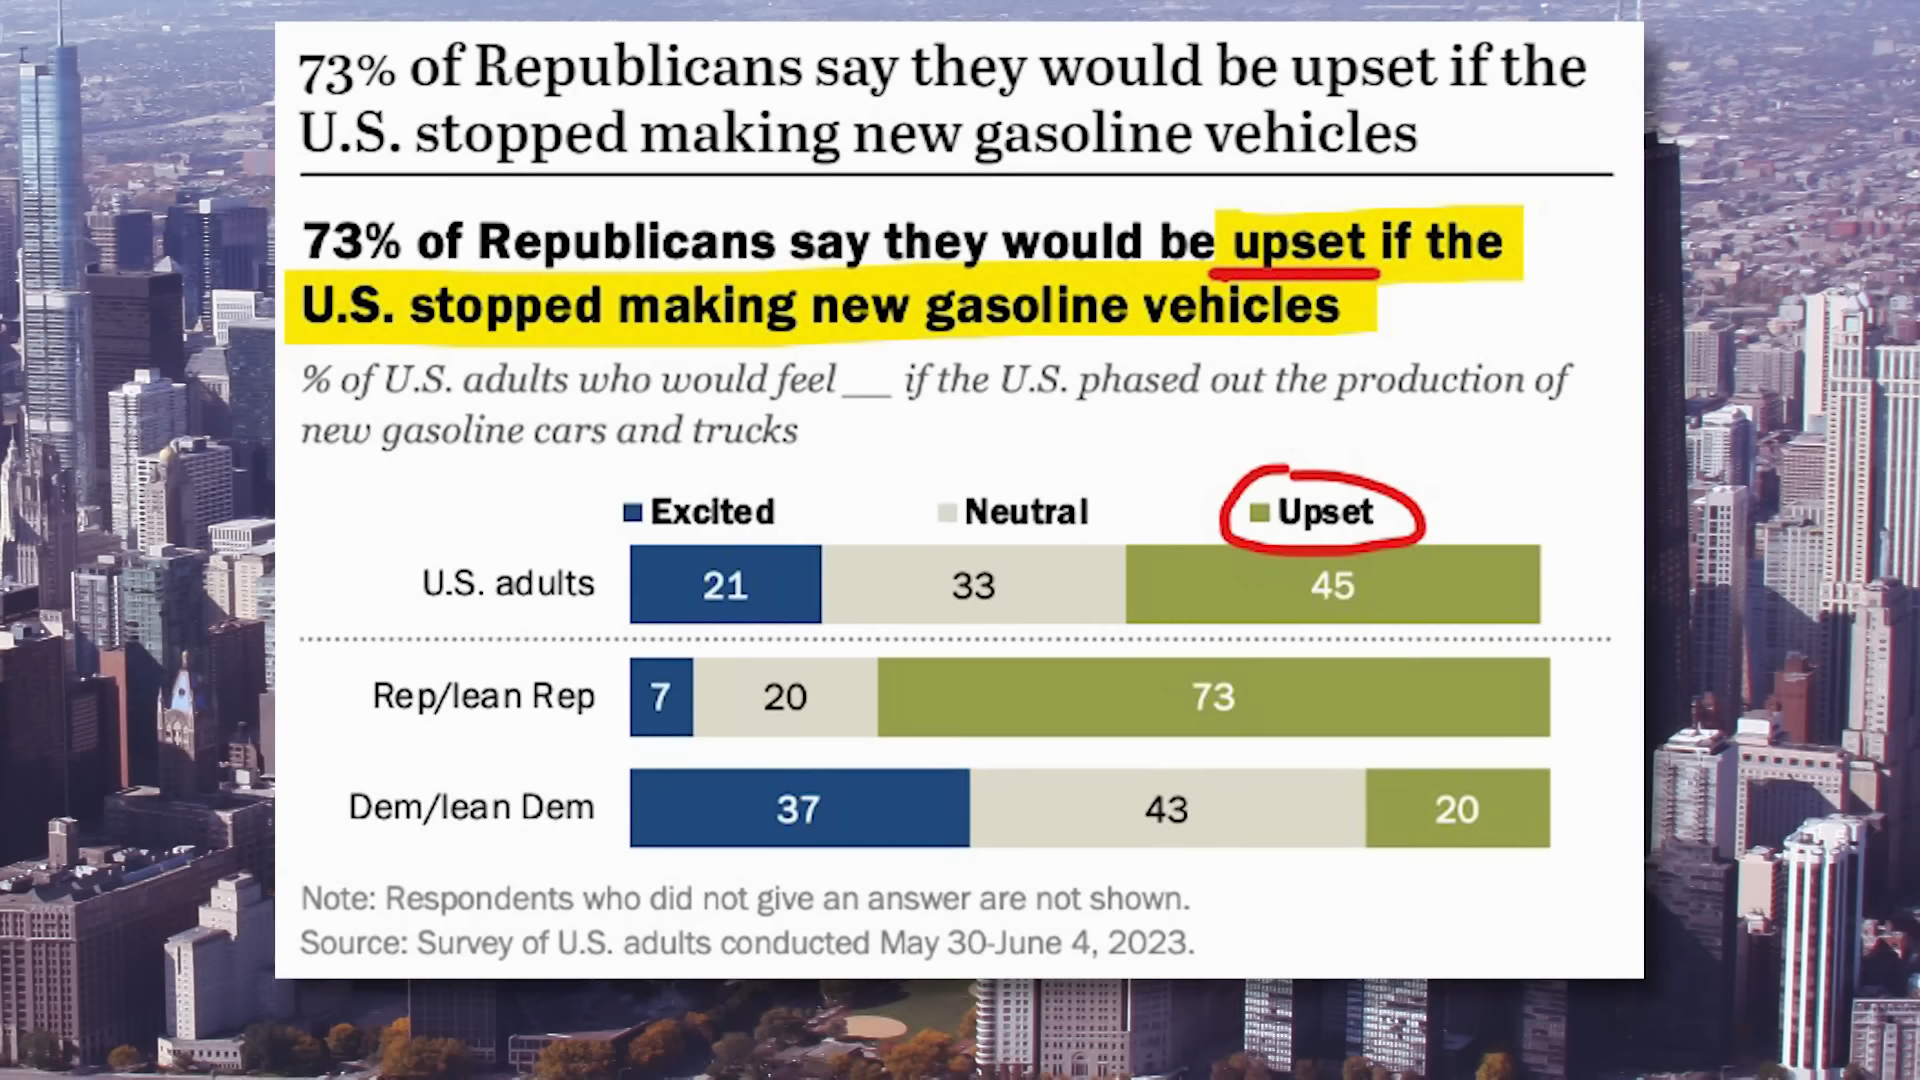 73% of Republicans say they would be upset if the
U.S. stopped making new gasoline vehicles
73% of Republicans say they would be upset if the
U.S. stopped making new gasoline vehicles
% of U.S. adults who would feel __ if the U.S. phased out the production of
new gasoline cars and trucks
Excited Neutral Upset
U.S. adults 21 33 45
Rep/lean Rep 7 20 73
Dem/lean Dem 37 43 20
Note: Respondents who did not give an answer are not shown.
Source: Survey of U.S. adults conducted May 30-June 4, 2023.